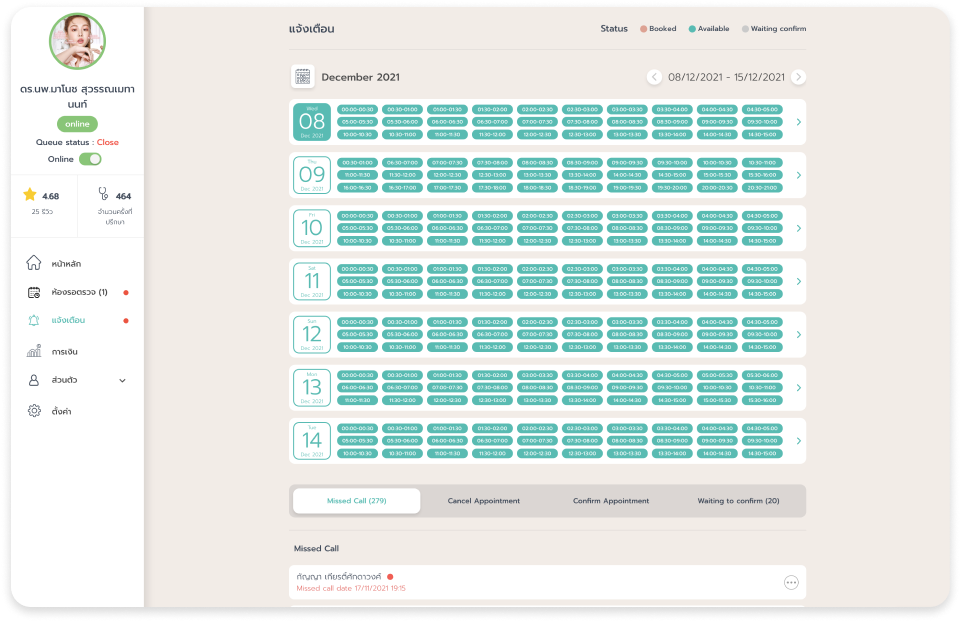 ดร.นพ.มาโนช สุวรรณเมทา
นนท์
online
Queue status : Close
Online
4.68
25 รีวิว
464
จำนวนครั้งที่
ปรึกษา
หน้าหลัก
ห้องรอตรวจ (1)
แจ้งเตือน
การเงิน
ส่วนตัว
ตั้งค่า
แจ้งเตือน
Status Booked Available Waiting confirm
December 2021
08/12/2021 - 15/12/2021
Wed
08
Dec 2021
00:00-00:30 00:30-01:00 01:00-01:30 01:30-02:00 02:00-02:30 02:30-03:00 03:00-03:30 03:30-04:00 04:00-04:30 04:30-05:00
05:00-05:30 05:30-06:00 06:00-06:30 06:30-07:00 07:00-07:30 07:30-08:00 08:00-08:30 08:30-09:00 09:00-09:30 09:30-10:00
10:00-10:30 10:30-11:00 11:00-11:30 11:30-12:00 12:00-12:30 12:30-13:00 13:00-13:30 13:30-14:00 14:00-14:30 14:30-15:00
Thu
09
Dec 2021
00:30-01:00 06:30-07:00 07:00-07:30 07:30-08:00 08:00-08:30 08:30-09:00 09:00-09:30 09:30-10:00 10:00-10:30 10:30-11:00
11:00-11:30 11:30-12:00 12:00-12:30 12:30-13:00 13:00-13:30 13:30-14:00 14:00-14:30 14:30-15:00 15:00-15:30 15:30-16:00
16:00-16:30 16:30-17:00 17:00-17:30 17:30-18:00 18:00-18:30 18:30-19:00 19:00-19:30 19:30-20:00 20:00-20:30 20:30-21:00
Fri
10
Dec 2021
00:00-00:30 00:30-01:00 01:00-01:30 01:30-02:00 02:00-02:30 02:30-03:00 03:00-03:30 03:30-04:00 04:00-04:30 04:30-05:00
05:00-05:30 05:30-06:00 06:00-06:30 06:30-07:00 07:00-07:30 07:30-08:00 08:00-08:30 08:30-09:00 09:00-09:30 09:30-10:00
10:00-10:30 10:30-11:00 11:00-11:30 11:30-12:00 12:00-12:30 12:30-13:00 13:00-13:30 13:30-14:00 14:00-14:30 14:30-15:00
Sat
11
Dec 2021
00:00-00:30 00:30-01:00 01:00-01:30 01:30-02:00 02:00-02:30 02:30-03:00 03:00-03:30 03:30-04:00 04:00-04:30 04:30-05:00
05:00-05:30 05:30-06:00 06:00-06:30 06:30-07:00 07:00-07:30 07:30-08:00 08:00-08:30 08:30-09:00 09:00-09:30 09:30-10:00
10:00-10:30 10:30-11:00 11:00-11:30 11:30-12:00 12:00-12:30 12:30-13:00 13:00-13:30 13:30-14:00 14:00-14:30 14:30-15:00
Sun
12
Dec 2021
00:00-00:30 00:30-01:00 01:00-01:30 01:30-02:00 02:00-02:30 02:30-03:00 03:00-03:30 03:30-04:00 04:00-04:30 04:30-05:00
05:00-05:30 05:30-06:00 06:00-06:30 06:30-07:00 07:00-07:30 07:30-08:00 08:00-08:30 08:30-09:00 09:00-09:30 09:30-10:00
10:00-10:30 10:30-11:00 11:00-11:30 11:30-12:00 12:00-12:30 12:30-13:00 13:00-13:30 13:30-14:00 14:00-14:30 14:30-15:00
Mon
13
Dec 2021
00:00-00:30 00:30-01:00 01:30-02:00 02:30-03:00 03:00-03:30 03:30-04:00 04:00-04:30 04:30-05:00 05:00-05:30 05:30-06:00
06:00-06:30 06:30-07:00 07:00-07:30 07:30-08:00 08:00-08:30 08:30-09:00 09:00-09:30 09:30-10:00 10:00-10:30 10:30-11:00
11:00-11:30 11:30-12:00 12:00-12:30 12:30-13:00 13:00-13:30 13:30-14:00 14:00-14:30 14:30-15:00 15:00-15:30 15:30-16:00
Tue
14
Dec 2021
00:00-00:30 00:30-01:00 01:00-01:30 01:30-02:00 02:00-02:30 02:30-03:00 03:00-03:30 03:30-04:00 04:00-04:30 04:30-05:00
05:00-05:30 05:30-06:00 06:00-06:30 06:30-07:00 07:00-07:30 07:30-08:00 08:00-08:30 08:30-09:00 09:00-09:30 09:30-10:00
10:00-10:30 10:30-11:00 11:00-11:30 11:30-12:00 12:00-12:30 12:30-13:00 13:00-13:30 13:30-14:00 14:00-14:30 14:30-15:00
Missed Call (279) Cancel Appointment Confirm Appointment Waiting to confirm (20)
Missed Call
กัญญา เกียรติ์ศักดาวงศ์
Missed call date 17/11/2021 19:15